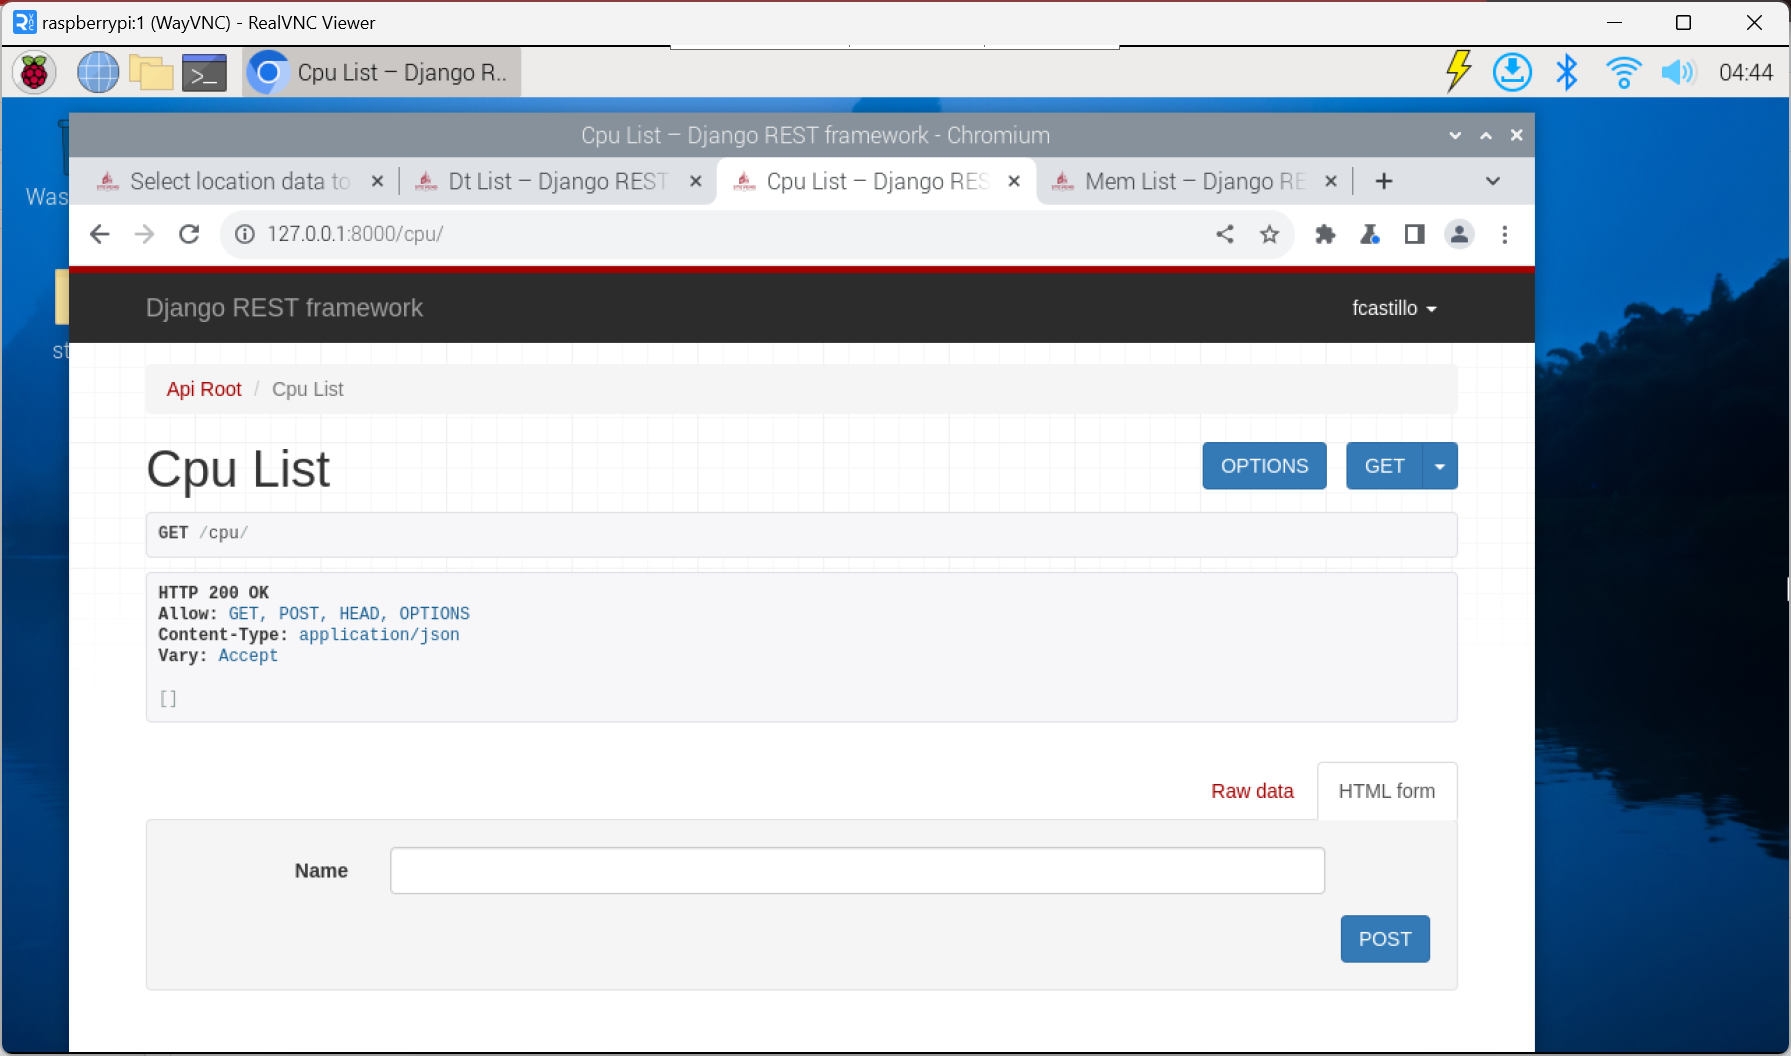 raspberrypi:1 (WayVNC) - RealVNC Viewer
Cpu List – Django R..
04:44
Cpu List – Django REST framework - Chromium
Select location data to
Dt List – Django REST
Cpu List – Django RES
Mem List – Django RE
127.0.0.1:8000/cpu/
Was
st
Django REST framework
fcastillo
Api Root / Cpu List
Cpu List
OPTIONS
GET
GET /cpu/
HTTP 200 OK
Allow: GET, POST, HEAD, OPTIONS
Content-Type: application/json
Vary: Accept
[]
Raw data
HTML form
Name
POST